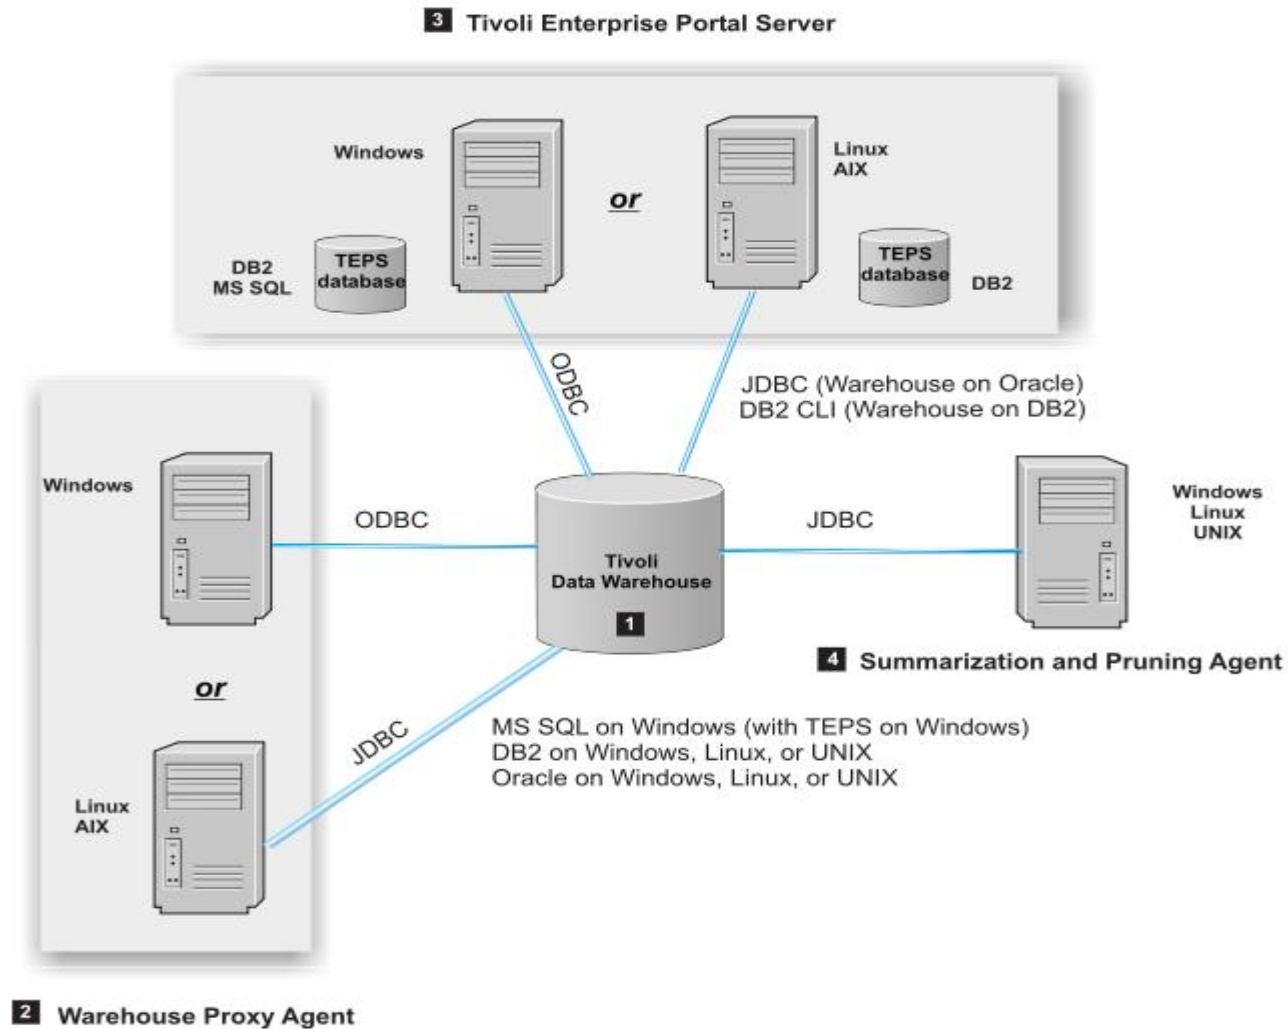 3 Tivoli Enterprise Portal Server
Windows
or
Linux
AIX
DB2
MS SQL
TEPS
database
TEPS
database
DB2
ODBC
JDBC (Warehouse on Oracle)
DB2 CLI (Warehouse on DB2)
Windows
ODBC
Tivoli
Data Warehouse
1
JDBC
Windows
Linux
UNIX
4 Summarization and Pruning Agent
or
JDBC
MS SQL on Windows (with TEPS on Windows)
DB2 on Windows, Linux, or UNIX
Oracle on Windows, Linux, or UNIX
Linux
AIX
2 Warehouse Proxy Agent